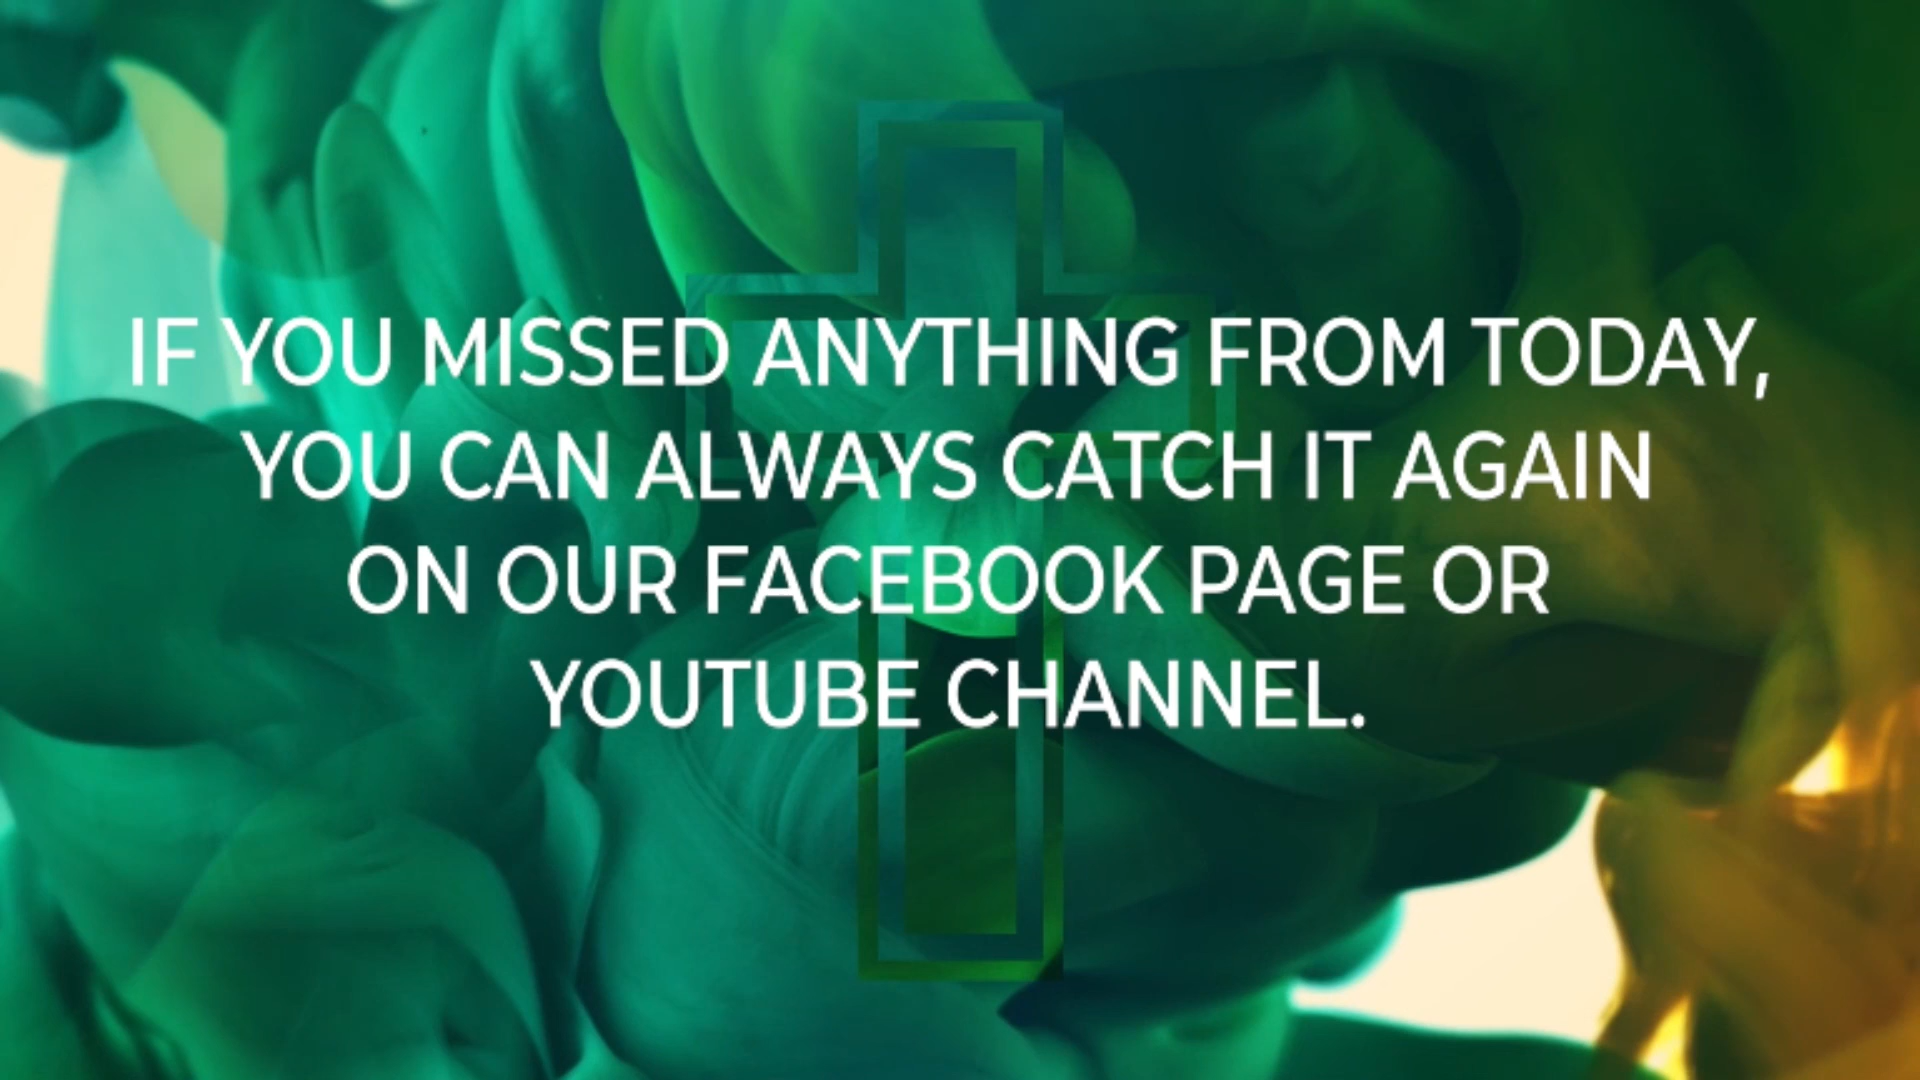 IF YOU MISSED ANYTHING FROM TODAY,
YOU CAN ALWAYS CATCH IT AGAIN
ON OUR FACEBOOK PAGE OR
YOUTUBE CHANNEL.